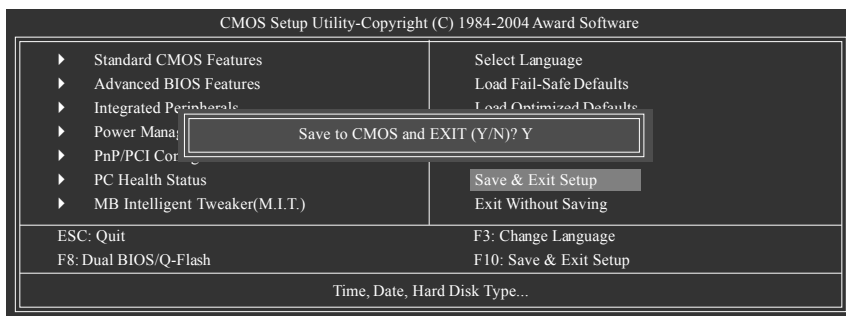 CMOS Setup Utility-Copyright (C) 1984-2004 Award Software
Standard CMOS Features
Advanced BIOS Features
Integrated Peripherals
Power
PnP/PCI
PC Health Status
MB Intelligent Tweaker(M.I.T.)
Select Language
Load Fail-Safe Defaults
Load Optimized Defaults
Save & Exit Setup
Exit Without Saving
Save to CMOS and EXIT (Y/N)? Y
ESC: Quit
F3: Change Language
F8: Dual BIOS/Q-Flash
F10: Save & Exit Setup
Time, Date, Hard Disk Type...